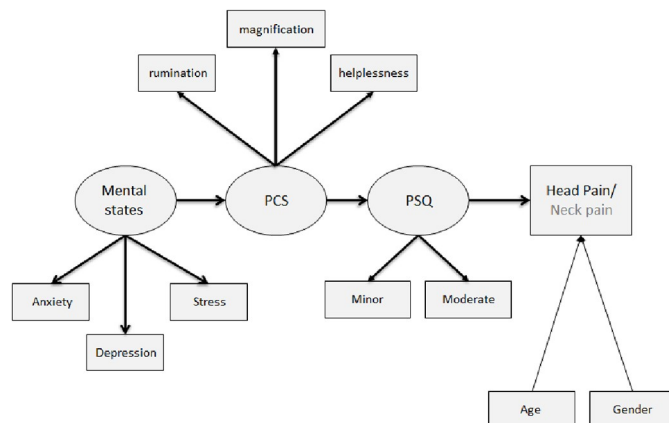 magnification
rumination
helplessness
Mental
states
PCS
PSQ
Head Pain/
Neck pain
Anxiety
Stress
Minor
Moderate
Depression
Age
Gender